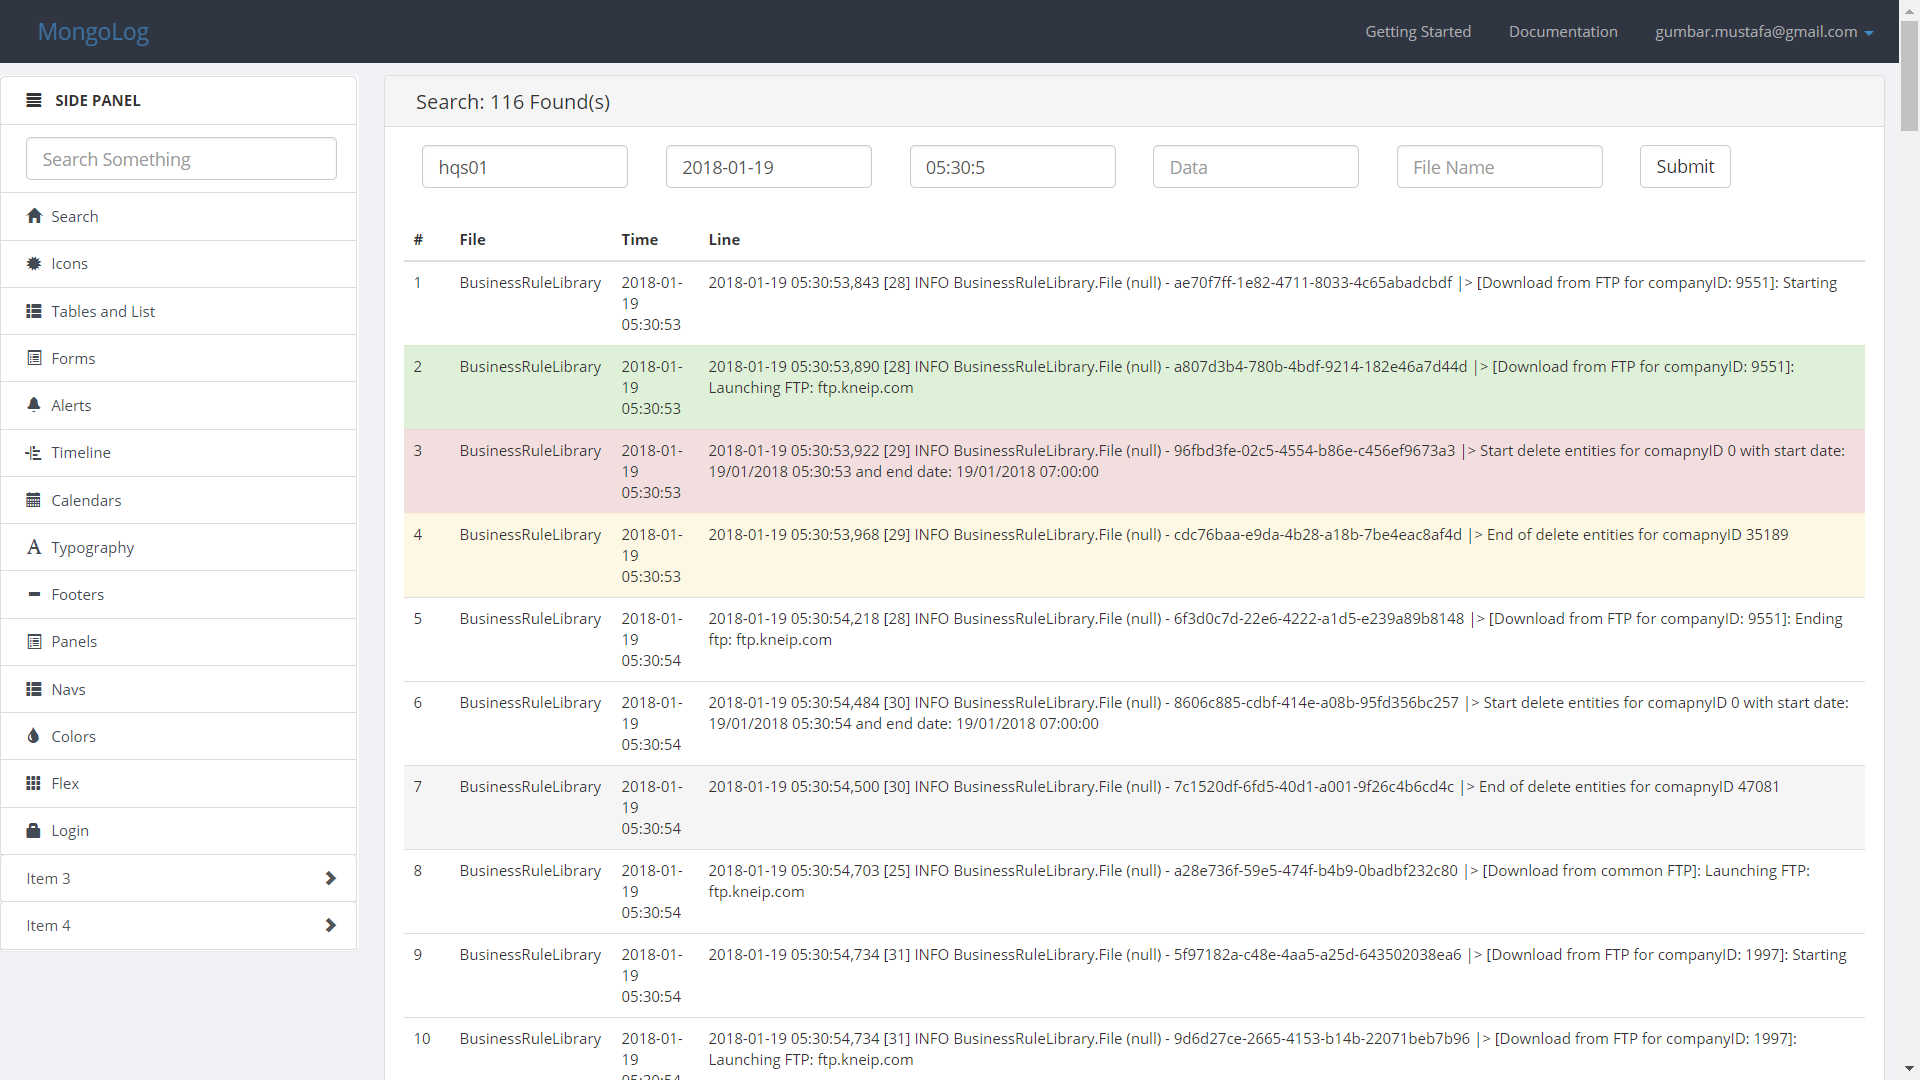 MongoLog
Getting Started
Documentation
gumbar.mustafa@gmail.com
SIDE PANEL
Search Something
Search
Icons
Tables and List
Forms
Alerts
Timeline
Calendars
Typography
Footers
Panels
Navs
Colors
Flex
Login
Item 3
Item 4
Search: 116 Found(s)
hqs01
2018-01-19
05:30:5
Data
File Name
Submit
# File Time Line
1 BusinessRuleLibrary 2018-01- 2018-01-19 05:30:53,843 [28] INFO BusinessRuleLibrary.File (null) - ae70f7ff-1e82-4711-8033-4c65abadcbdf |> [Download from FTP for companyID: 9551]: Starting
19
05:30:53
2 BusinessRuleLibrary 2018-01- 2018-01-19 05:30:53,890 [28] INFO BusinessRuleLibrary.File (null) - a807d3b4-780b-4bdf-9214-182e46a7d44d |> [Download from FTP for companyID: 9551]:
19 Launching FTP: ftp.kneip.com
05:30:53
3 BusinessRuleLibrary 2018-01- 2018-01-19 05:30:53,922 [29] INFO BusinessRuleLibrary.File (null) - 96fbd3fe-02c5-4554-b86e-c456ef9673a3 |> Start delete entities for comapnyID 0 with start date:
19 19/01/2018 05:30:53 and end date: 19/01/2018 07:00:00
05:30:53
4 BusinessRuleLibrary 2018-01- 2018-01-19 05:30:53,968 [29] INFO BusinessRuleLibrary.File (null) - cdc76baa-e9da-4b28-a18b-7be4eac8af4d |> End of delete entities for comapnyID 35189
19
05:30:53
5 BusinessRuleLibrary 2018-01- 2018-01-19 05:30:54,218 [28] INFO BusinessRuleLibrary.File (null) - 6f3d0c7d-22e6-4222-a1d5-e239a89b8148 |> [Download from FTP for companyID: 9551]: Ending
19 ftp: ftp.kneip.com
05:30:54
6 BusinessRuleLibrary 2018-01- 2018-01-19 05:30:54,484 [30] INFO BusinessRuleLibrary.File (null) - 8606c885-cdbf-414e-a08b-95fd356bc257 |> Start delete entities for comapnyID 0 with start date:
19 19/01/2018 05:30:54 and end date: 19/01/2018 07:00:00
05:30:54
7 BusinessRuleLibrary 2018-01- 2018-01-19 05:30:54,500 [30] INFO BusinessRuleLibrary.File (null) - 7c1520df-6fd5-40d1-a001-9f26c4b6cd4c |> End of delete entities for comapnyID 47081
19
05:30:54
8 BusinessRuleLibrary 2018-01- 2018-01-19 05:30:54,703 [25] INFO BusinessRuleLibrary.File (null) - a28e736f-59e5-474f-b4b9-0badbf232c80 |> [Download from common FTP]: Launching FTP:
19 ftp.kneip.com
05:30:54
9 BusinessRuleLibrary 2018-01- 2018-01-19 05:30:54,734 [31] INFO BusinessRuleLibrary.File (null) - 5f97182a-c48e-4aa5-a25d-643502038ea6 |> [Download from FTP for companyID: 1997]: Starting
19
05:30:54
10 BusinessRuleLibrary 2018-01- 2018-01-19 05:30:54,734 [31] INFO BusinessRuleLibrary.File (null) - 9d6d27ce-2665-4153-b14b-22071beb7b96 |> [Download from FTP for companyID: 1997]:
19 Launching FTP: ftp.kneip.com
05:30:54